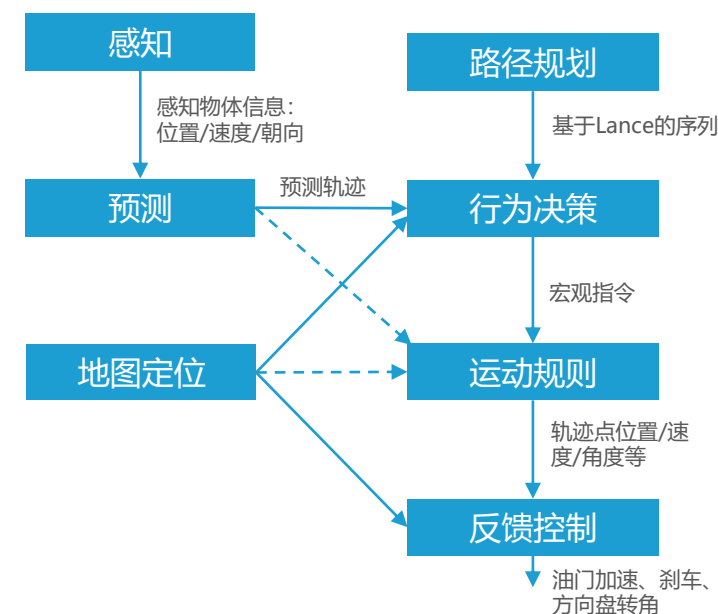 感知
路径规划
感知物体信息：
位置/速度/朝向
基于Lance的序列
预测
预测轨迹
行为决策
宏观指令
地图定位
运动规则
轨迹点位置/速
度/角度等
反馈控制
油门加速、刹车、
方向盘转角